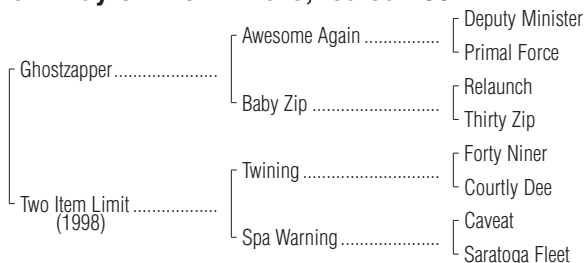 Deputy Minister
Awesome Again ................
Primal Force
Ghostzapper......................
Relaunch
Baby Zip ...........................
Thirty Zip
Forty Niner
Twining .............................
Courtly Dee
Two Item Limit ..................
(1998)
Caveat
Spa Warning .....................
Saratoga Fleet